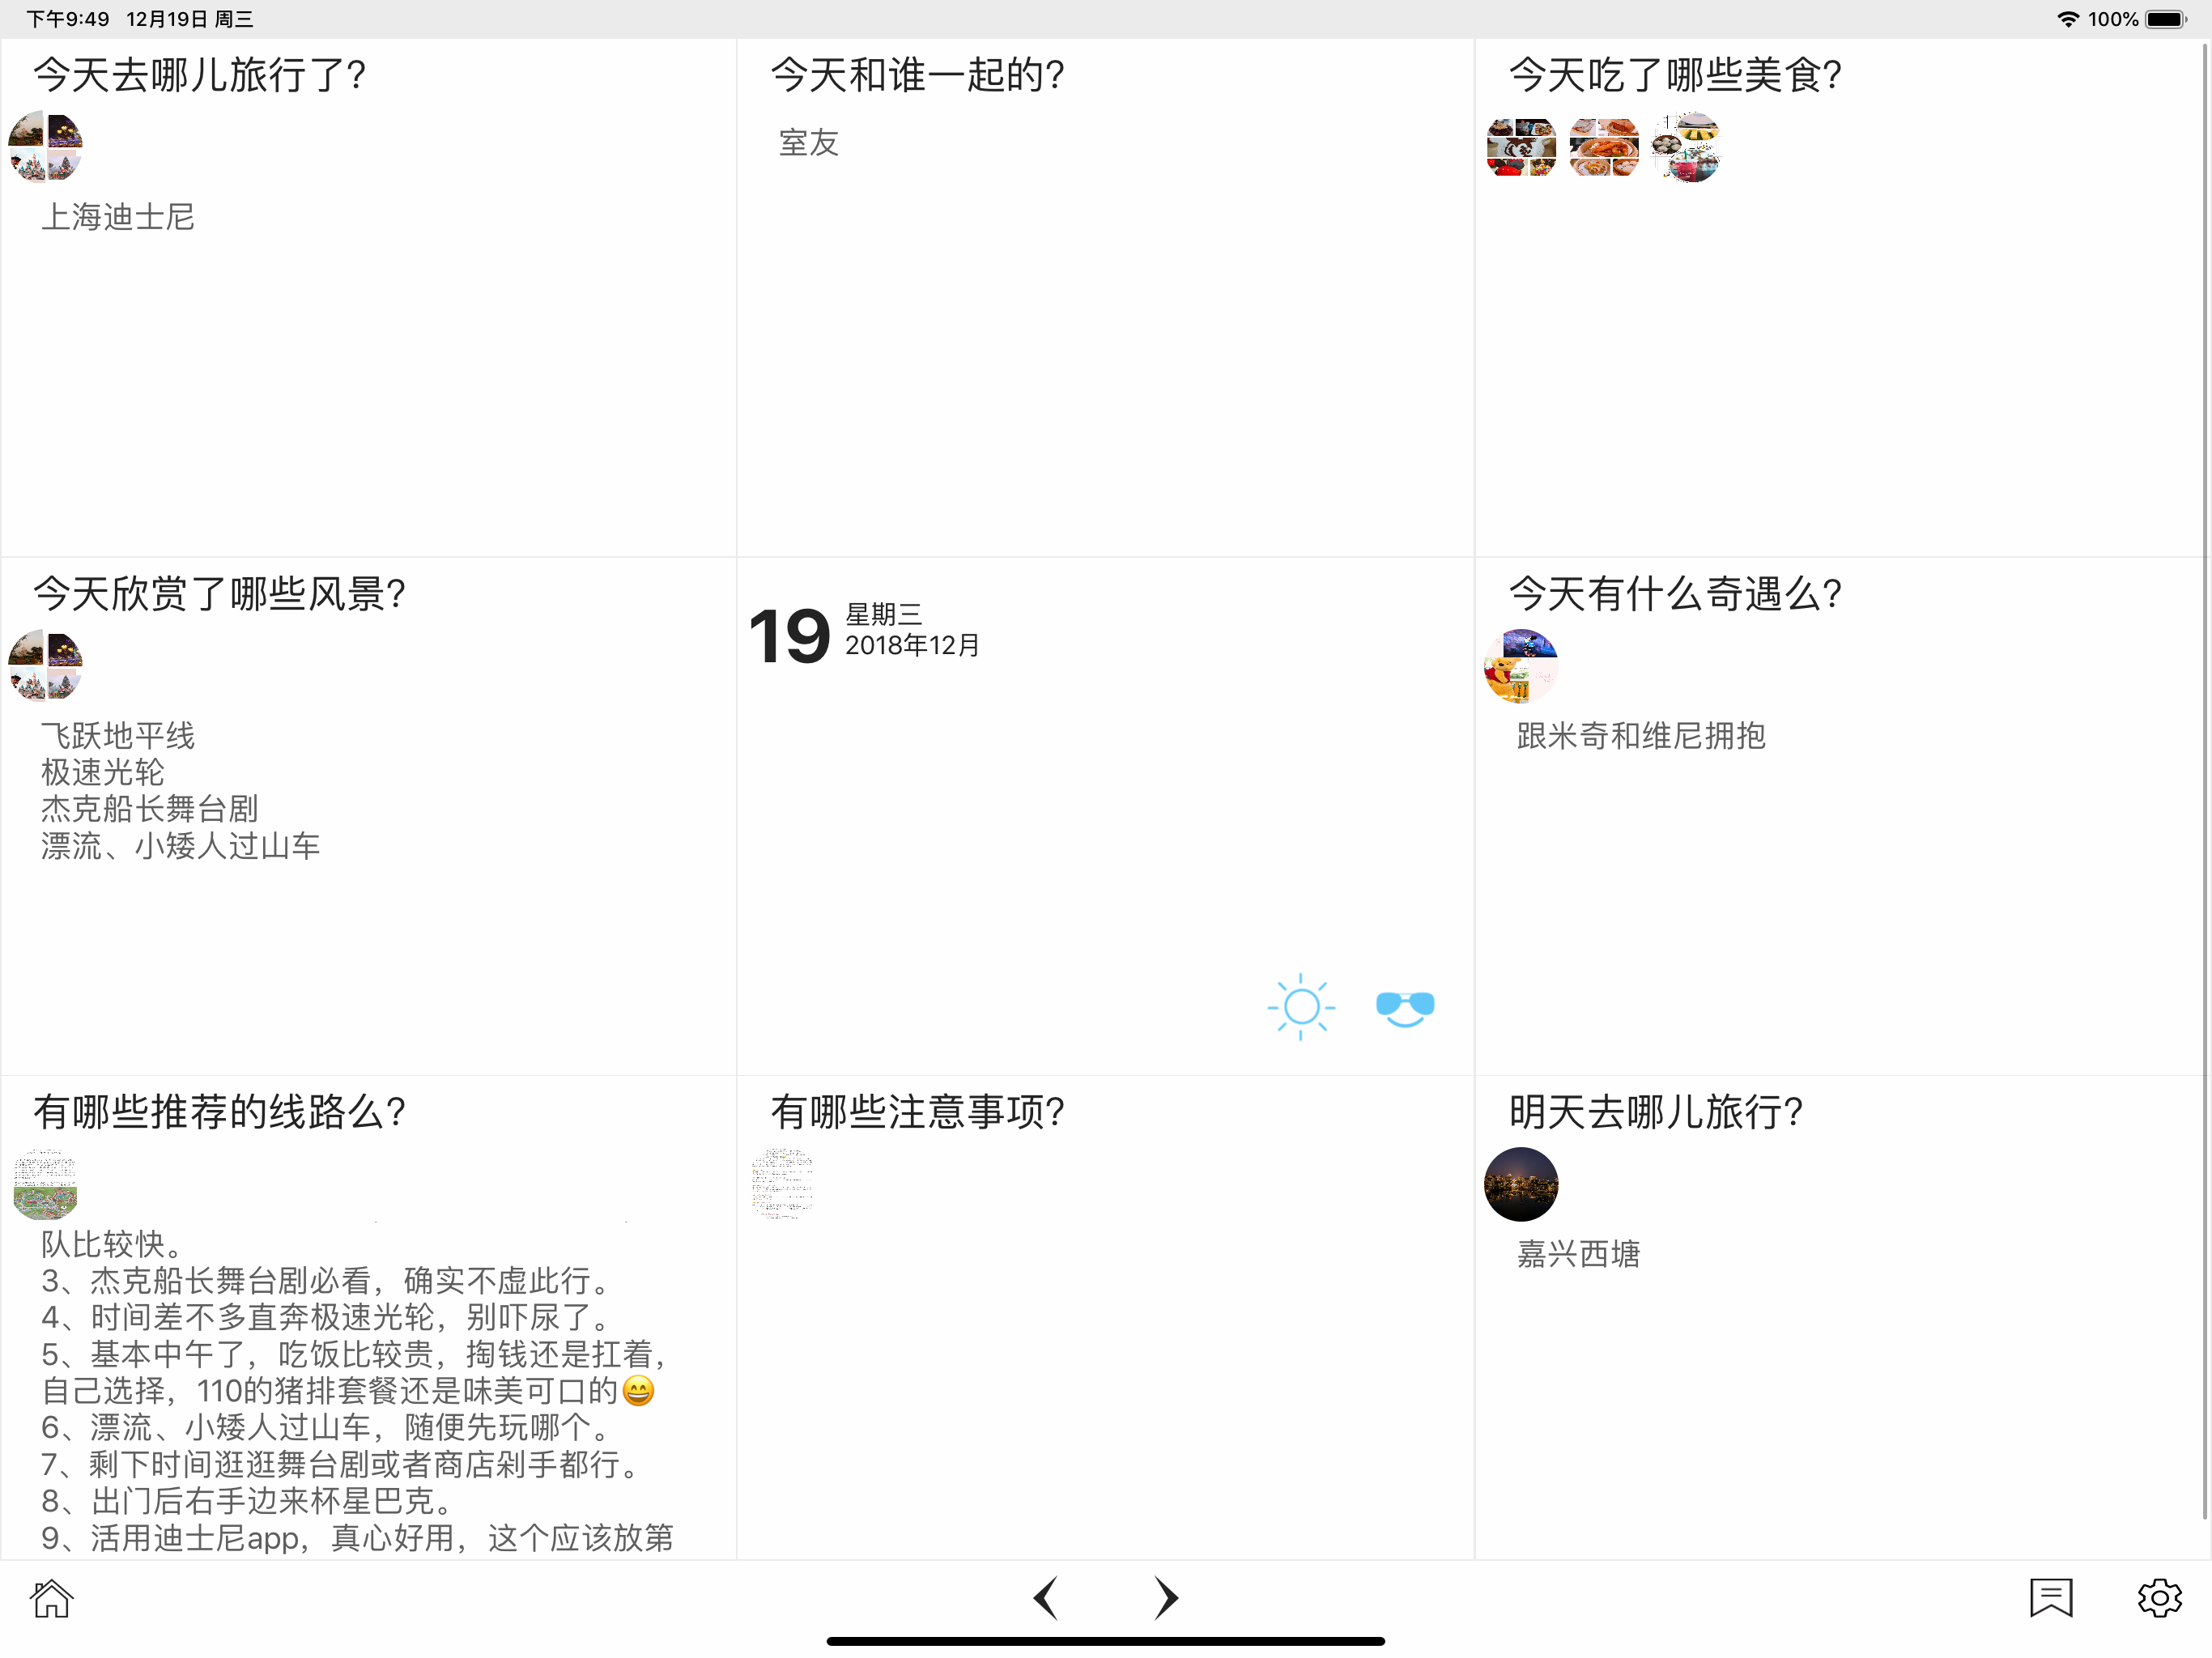 下午9:49 12月19日 周三
100%
今天去哪儿旅行了?
上海迪士尼
今天和谁一起的?
室友
今天吃了哪些美食?
今天欣赏了哪些风景?
飞跃地平线
极速光轮
杰克船长舞台剧
漂流、小矮人过山车
19
星期三
2018年12月
今天有什么奇遇么?
跟米奇和维尼拥抱
有哪些推荐的线路么?
队比较快。
3、杰克船长舞台剧必看，确实不虚此行。
4、时间差不多直奔极速光轮，别吓尿了。
5、基本中午了，吃饭比较贵，掏钱还是扛着，
自己选择，110的猪排套餐还是味美可口的😄
6、漂流、小矮人过山车，随便先玩哪个。
7、剩下时间逛逛舞台剧或者商店剁手都行。
8、出门后右手边来杯星巴克。
9、活用迪士尼app，真心好用，这个应该放第
有哪些注意事项?
明天去哪儿旅行?
嘉兴西塘